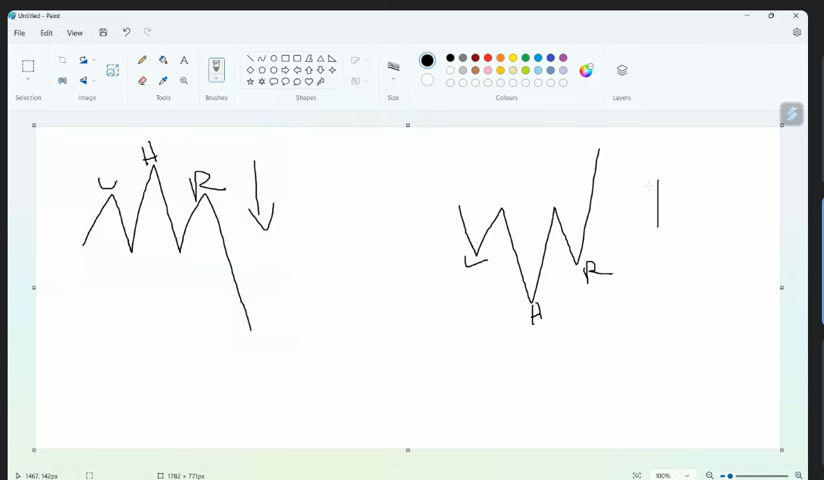 Untitled - Paint
File Edit View
Selection Image Tools Brushes Shapes Size Colours Layers
H
L R
L R
H
1467, 142px 1782 × 771px 100%